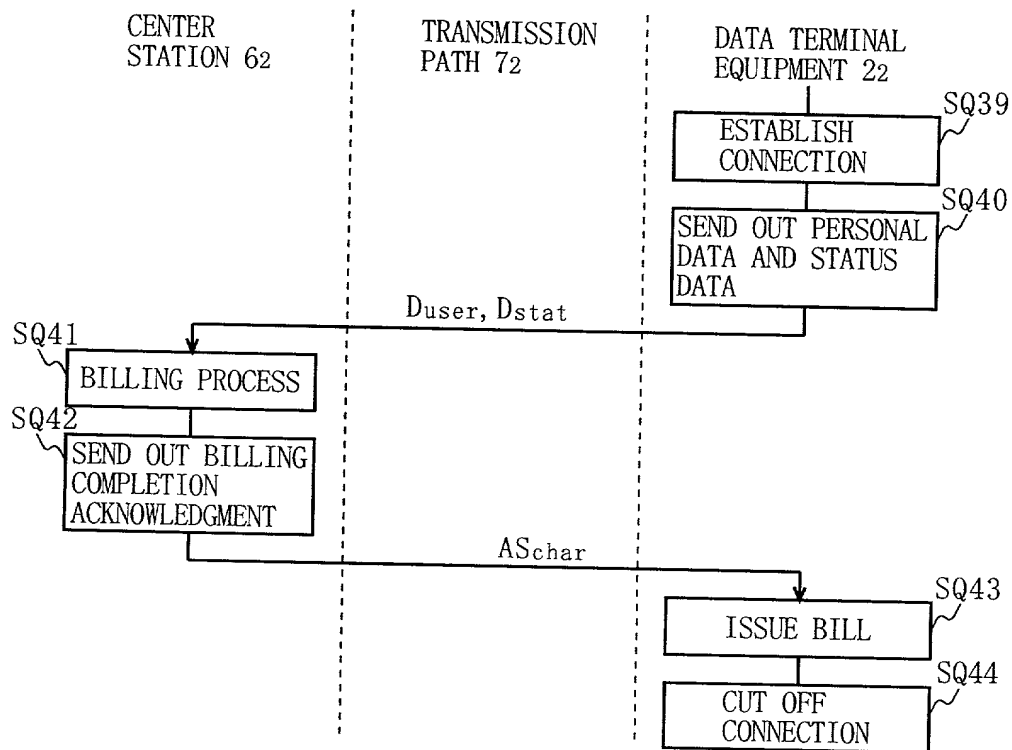 CENTER
STATION 62
TRANSMISSION
PATH 72
DATA TERMINAL
EQUIPMENT 22
SQ39
ESTABLISH
CONNECTION
SQ40
SEND OUT PERSONAL
DATA AND STATUS
DATA
Duser, Dstat
SQ41
BILLING PROCESS
SQ42
SEND OUT BILLING
COMPLETION
ACKNOWLEDGMENT
ASchar
SQ43
ISSUE BILL
SQ44
CUT OFF
CONNECTION